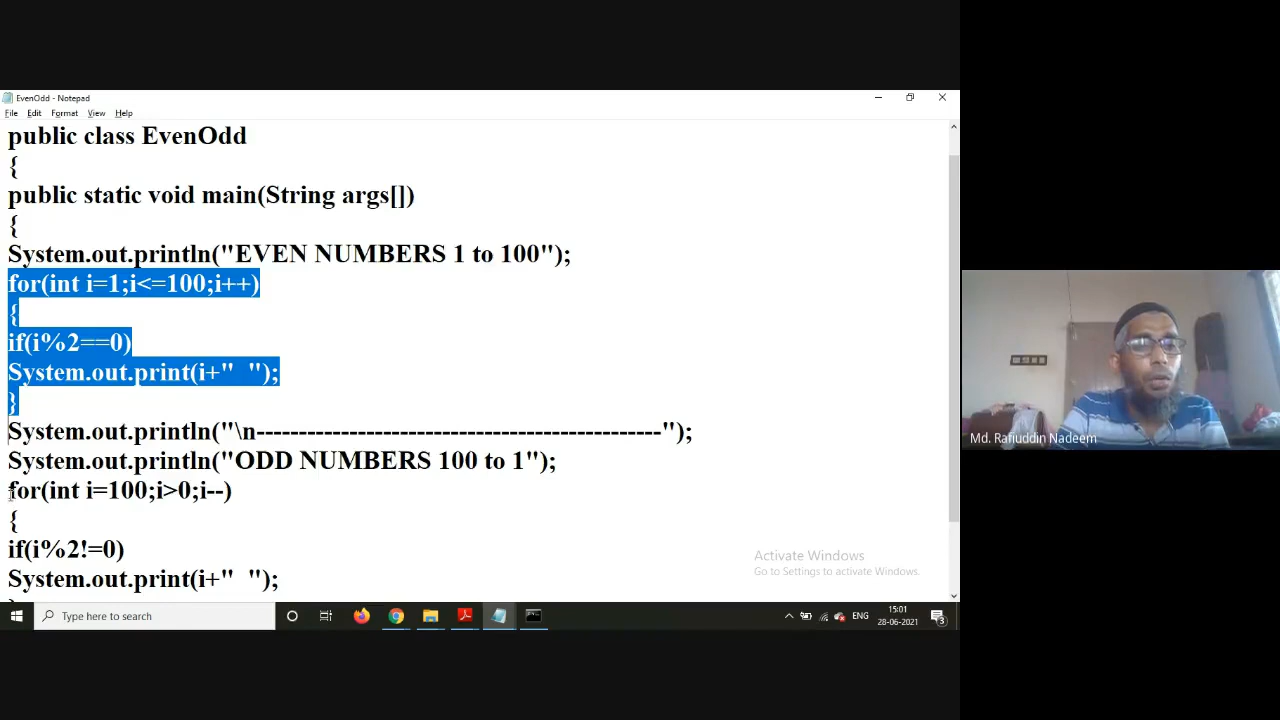 EvenOdd - Notepad
File Edit Format View Help
public class EvenOdd
{
public static void main(String args[])
{
System.out.println("EVEN NUMBERS 1 to 100");
for(int i=1;i<=100;i++)
{
if(i%2==0)
System.out.print(i+"  ");
}
System.out.println("\n-------------------------------------------------");
System.out.println("ODD NUMBERS 100 to 1");
for(int i=100;i>0;i--)
{
if(i%2!=0)
System.out.print(i+"  ");
Md. Rafiuddin Nadeem
Activate Windows
Go to Settings to activate Windows.
Type here to search
ENG
15:01
28-06-2021
3